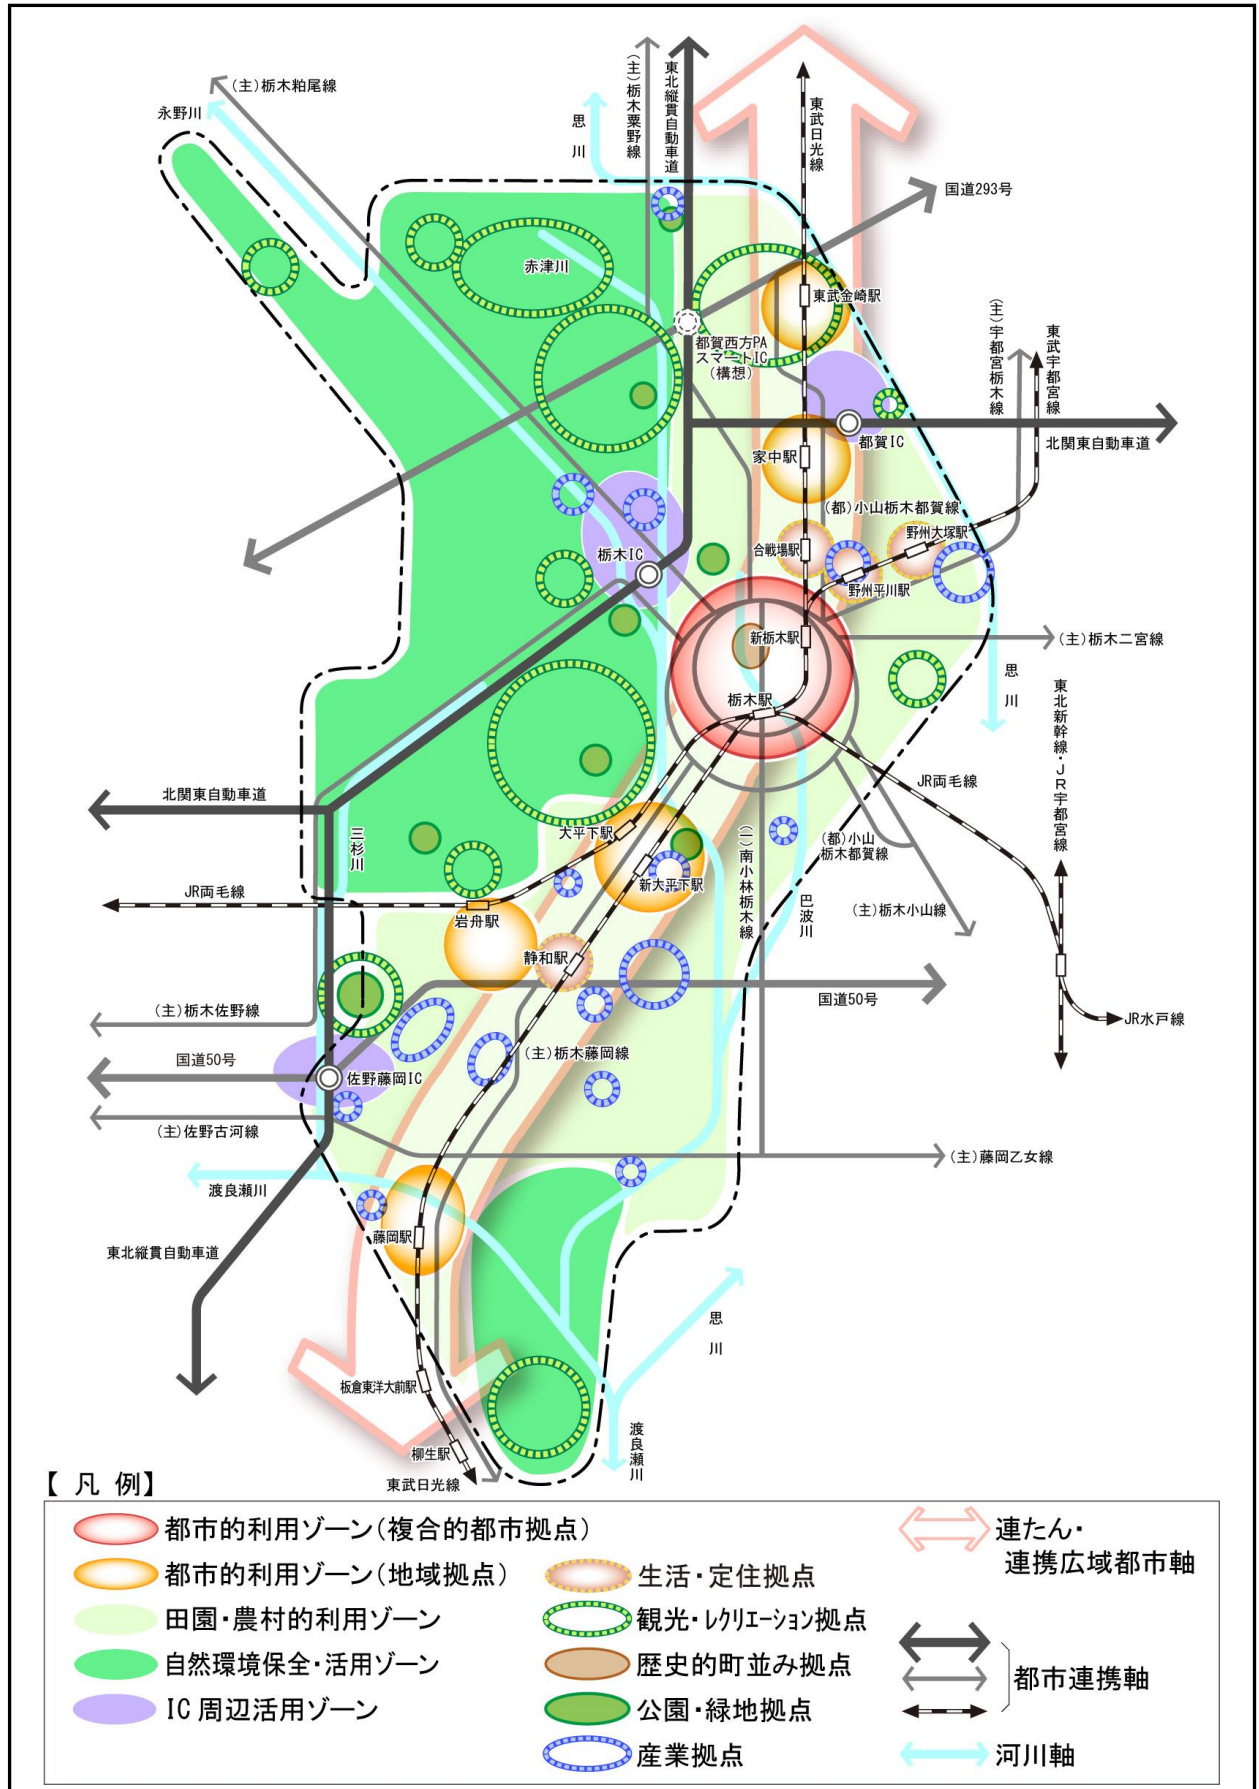 (主)栃木粕尾線
永野川
思川
(主)栃木粟野線
東北縦貫自動車道
東武日光線
国道293号
赤津川
東武金崎駅
都賀西方PA
スマートIC
(構想)
(主)宇都宮栃木線
東武宇都宮線
都賀IC
北関東自動車道
家中駅
(都)小山栃木都賀線
野州大塚駅
合戦場駅
栃木IC
野州平川駅
新栃木駅
(主)栃木二宮線
思川
栃木駅
東北新幹線・JR宇都宮線
JR両毛線
北関東自動車道
三杉川
大平下駅
(一)南小林栃木線
(都)小山
栃木都賀線
新大平下駅
JR両毛線
巴波川
(主)栃木小山線
岩舟駅
静和駅
国道50号
(主)栃木佐野線
JR水戸線
(主)栃木藤岡線
国道50号
佐野藤岡IC
(主)佐野古河線
(主)藤岡乙女線
渡良瀬川
藤岡駅
東北縦貫自動車道
思川
板倉東洋大前駅
渡良瀬川
柳生駅
東武日光線
【凡例】
都市的利用ゾーン(複合的都市拠点)
都市的利用ゾーン(地域拠点)
田園・農村的利用ゾーン
自然環境保全・活用ゾーン
IC周辺活用ゾーン
生活・定住拠点
観光・レクリエーション拠点
歴史的町並み拠点
公園・緑地拠点
産業拠点
連たん・
連携広域都市軸
都市連携軸
河川軸